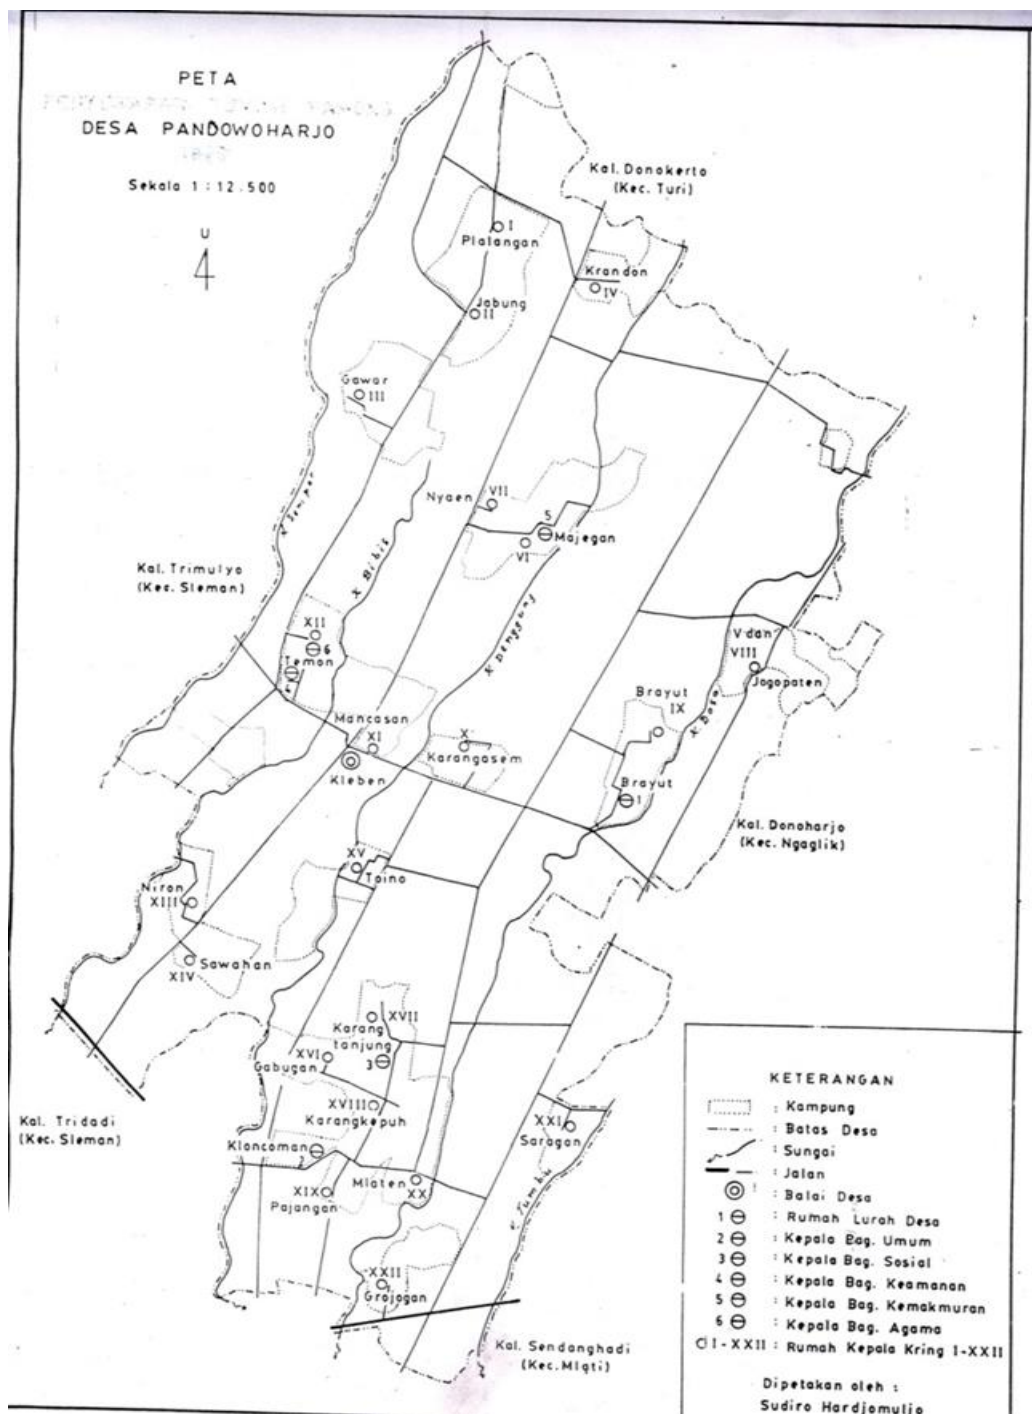 PETA
DESA PANDOWOHARJO
Sekala 1 : 12.500
U
4
Kal. Donokerto
(Kec. Turi)
I
Plalangan
Krandon
IV
Jabung
II
Gawar
III
Nyaen
VII
5
Majegan
VI
K. Sempor
K. Bibis
Kal. Trimulyo
(Kec. Sleman)
K. Denggung
XII
6
Temon
4
V dan
VIII
Jogopaten
Brayut
IX
K. Doso
Mancasan
XI
X
Karangasem
Kleben
Brayut
1
Kal. Donoharjo
(Kec. Ngaglik)
XV
Toino
Niron
XIII
XIV
Sawahan
XVII
Karang
tanjung
3
XVI
Gabugan
XVIII
Karangkepuh
Klancoman
2
XXI
Saragan
Mlaten
XX
XIX
Pajangan
XXII
Grojogan
Kal. Tridadi
(Kec. Sleman)
Kal. Sendanghadi
(Kec. Mlati)
KETERANGAN
: Kampung
: Batas Desa
: Sungai
: Jalan
: Balai Desa
1 : Rumah Lurah Desa
2 : Kepala Bag. Umum
3 : Kepala Bag. Sosial
4 : Kepala Bag. Keamanan
5 : Kepala Bag. Kemakmuran
6 : Kepala Bag. Agama
I-XXII : Rumah Kepala Kring I-XXII
Dipetakan oleh :
Sudiro Hardjomulio